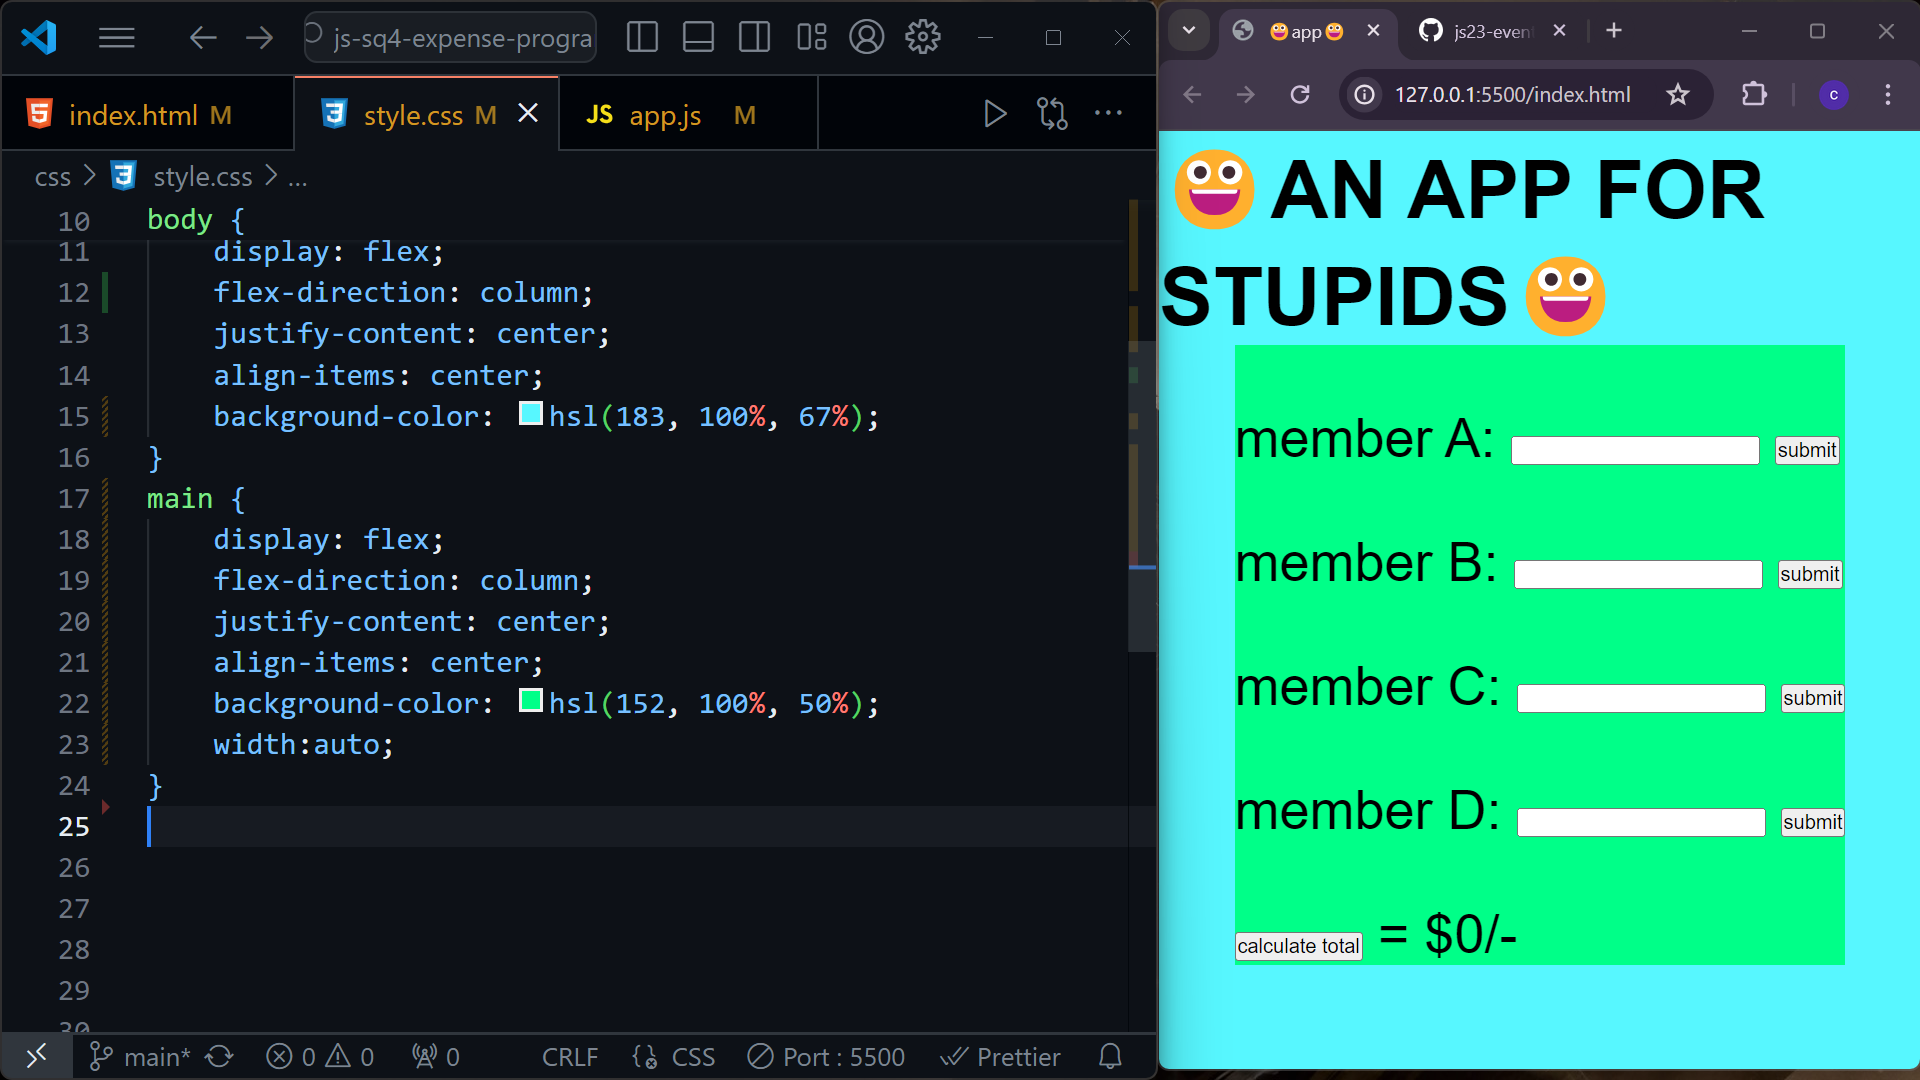 js-sq4-expense-progra
index.html M
style.css M
JS app.js M
css > style.css > ...
10 body {
11 display: flex;
12 flex-direction: column;
13 justify-content: center;
14 align-items: center;
15 background-color: hsl(183, 100%, 67%);
16 }
17 main {
18 display: flex;
19 flex-direction: column;
20 justify-content: center;
21 align-items: center;
22 background-color: hsl(152, 100%, 50%);
23 width:auto;
24 }
25
26
27
28
29
30
main* 0 0 0 CRLF CSS Port : 5500 Prettier
😀app😀
js23-even
127.0.0.1:5500/index.html
c
😀 AN APP FOR
STUPIDS 😀
member A: submit
member B: submit
member C: submit
member D: submit
calculate total = $0/-